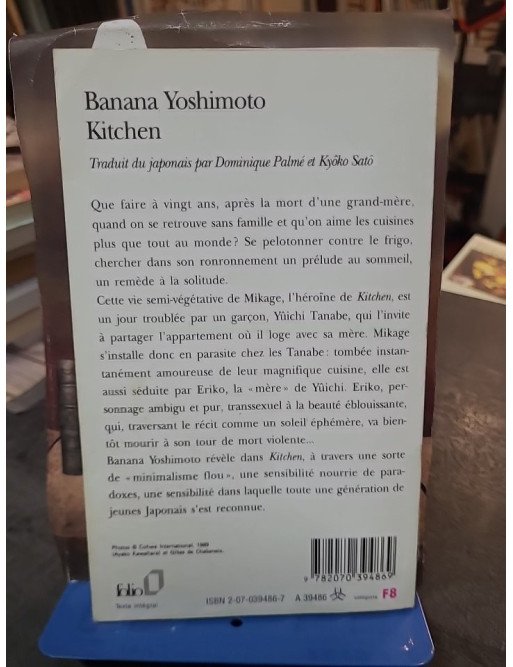 Banana Yoshimoto
Kitchen
Traduit du japonais par Dominique Palmé et Kyôko Satô
Que faire à vingt ans, après la mort d'une grand-mère,
quand on se retrouve sans famille et qu'on aime les cuisines
plus que tout au monde? Se pelotonner contre le frigo,
chercher dans son ronronnement un prélude au sommeil,
un remède à la solitude.
Cette vie semi-végétative de Mikage, l'héroïne de Kitchen, est
un jour troublée par un garçon, Yûichi Tanabe, qui l'invite
à partager l'appartement où il loge avec sa mère. Mikage
s'installe donc en parasite chez les Tanabe : tombée instan-
tanément amoureuse de leur magnifique cuisine, elle est
aussi séduite par Eriko, la « mère » de Yûichi. Eriko, per-
sonnage ambigu et pur, transsexuel à la beauté éblouissante,
qui, traversant le récit comme un soleil éphémère, va bien-
tôt mourir à son tour de mort violente...
Banana Yoshimoto révèle dans Kitchen, à travers une sorte
de « minimalisme flou », une sensibilité nourrie de para-
doxes, une sensibilité dans laquelle toute une génération de
jeunes Japonais s'est reconnue.
Photos © Culture International, 1989
folio
Texte intégral
9 782070 394869
ISBN 2-07-039486-7 A 39486 catégorie F8